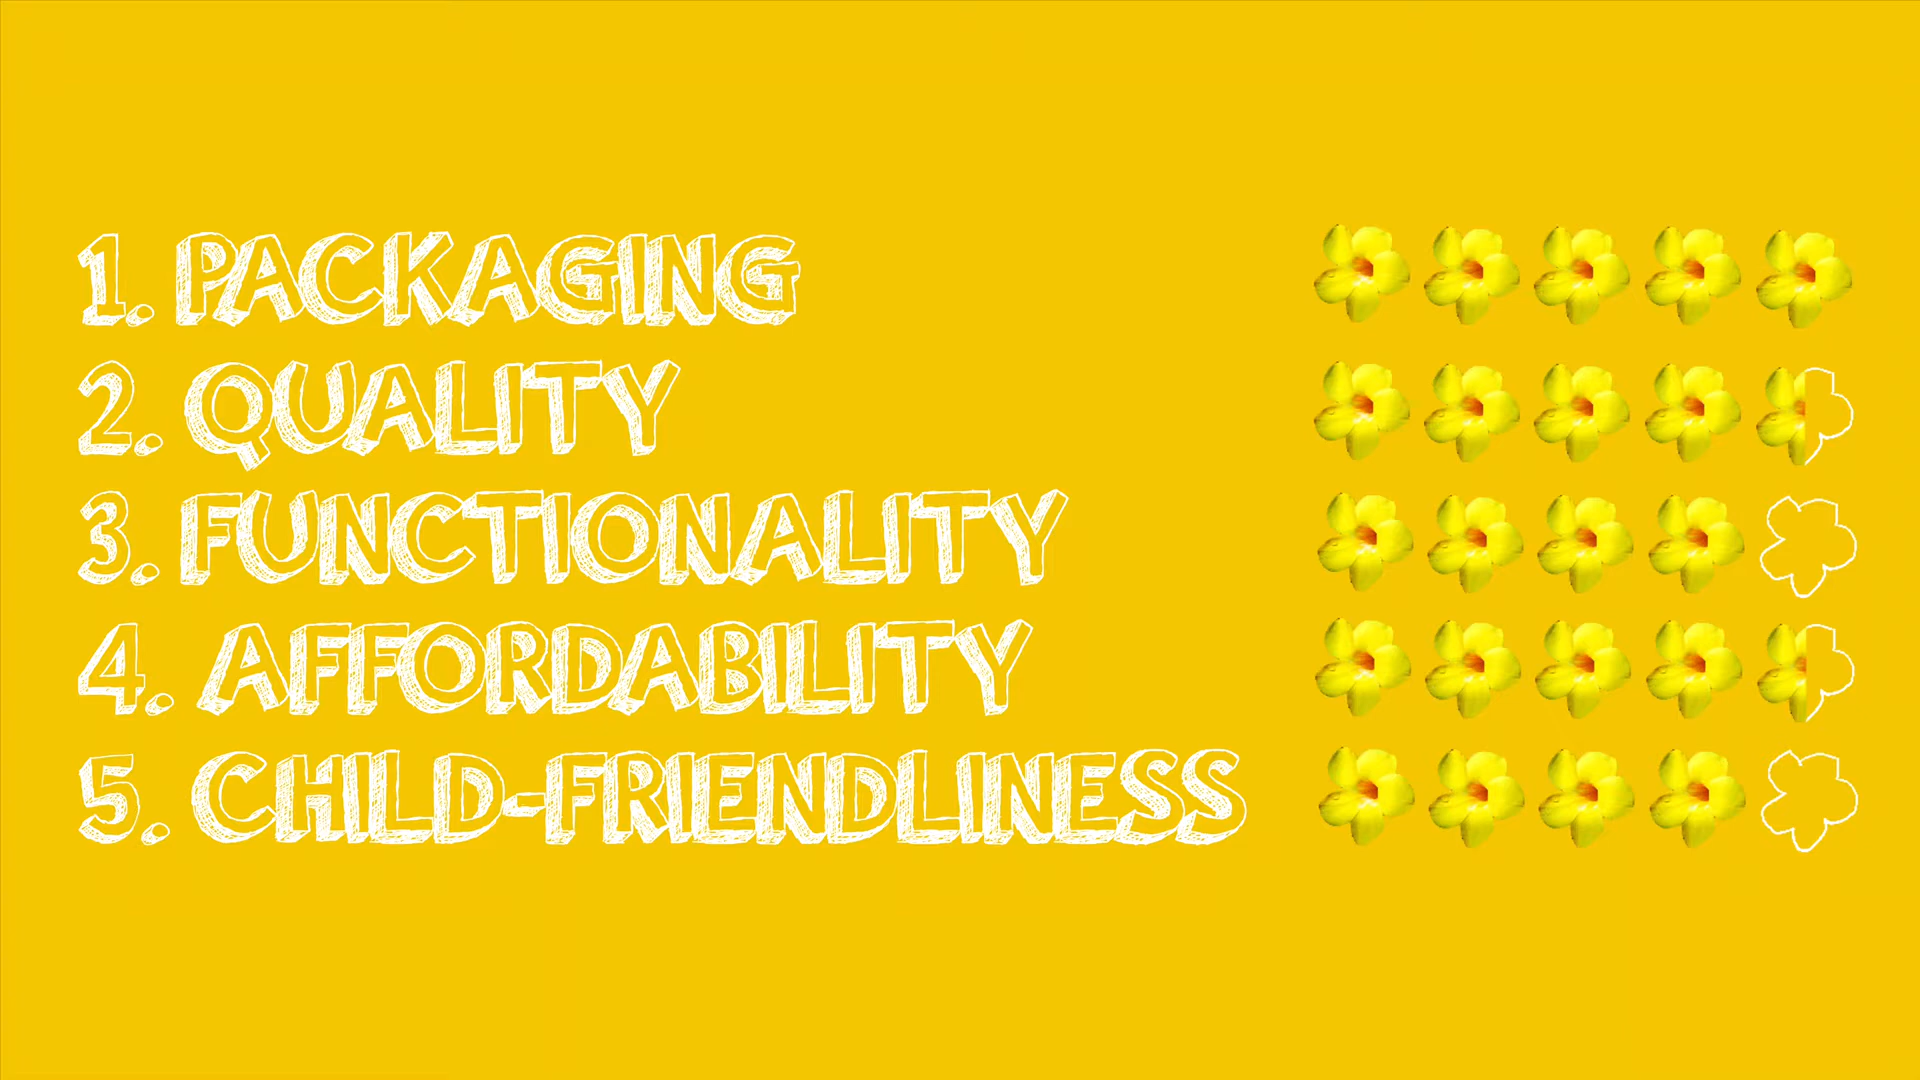 1. PACKAGING
2. QUALITY
3. FUNCTIONALITY
4. AFFORDABILITY
5. CHILD-FRIENDLINESS